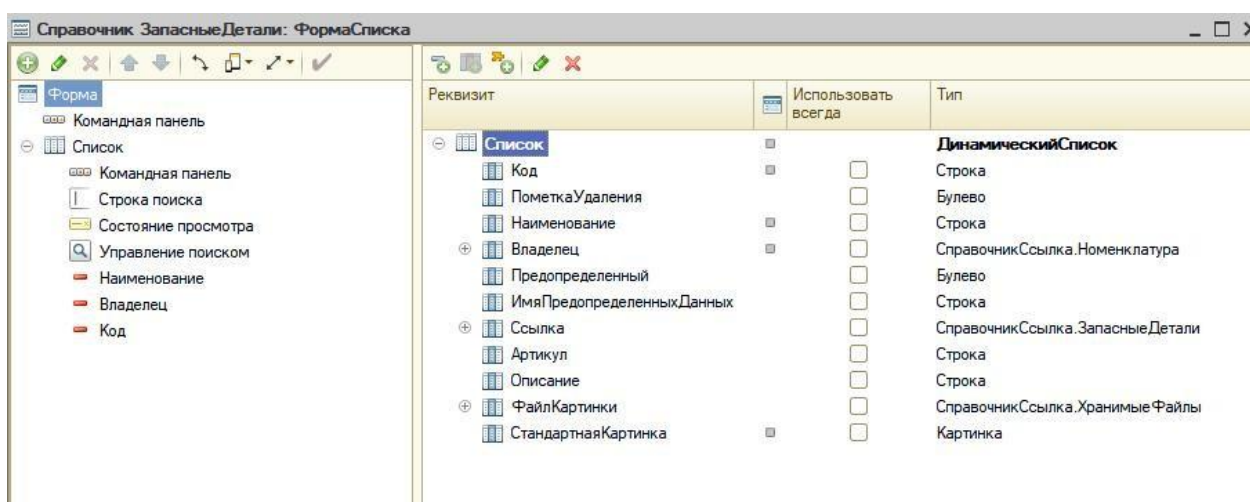 Справочник ЗапасныеДетали: ФормаСписка
Форма
Командная панель
Список
Командная панель
Строка поиска
Состояние просмотра
Управление поиском
Наименование
Владелец
Код
Реквизит Использовать всегда Тип
Список ДинамическийСписок
Код Строка
ПометкаУдаления Булево
Наименование Строка
Владелец СправочникСсылка.Номенклатура
Предопределенный Булево
ИмяПредопределенныхДанных Строка
Ссылка СправочникСсылка.ЗапасныеДетали
Артикул Строка
Описание Строка
ФайлКартинки СправочникСсылка.ХранимыеФайлы
СтандартнаяКартинка Картинка